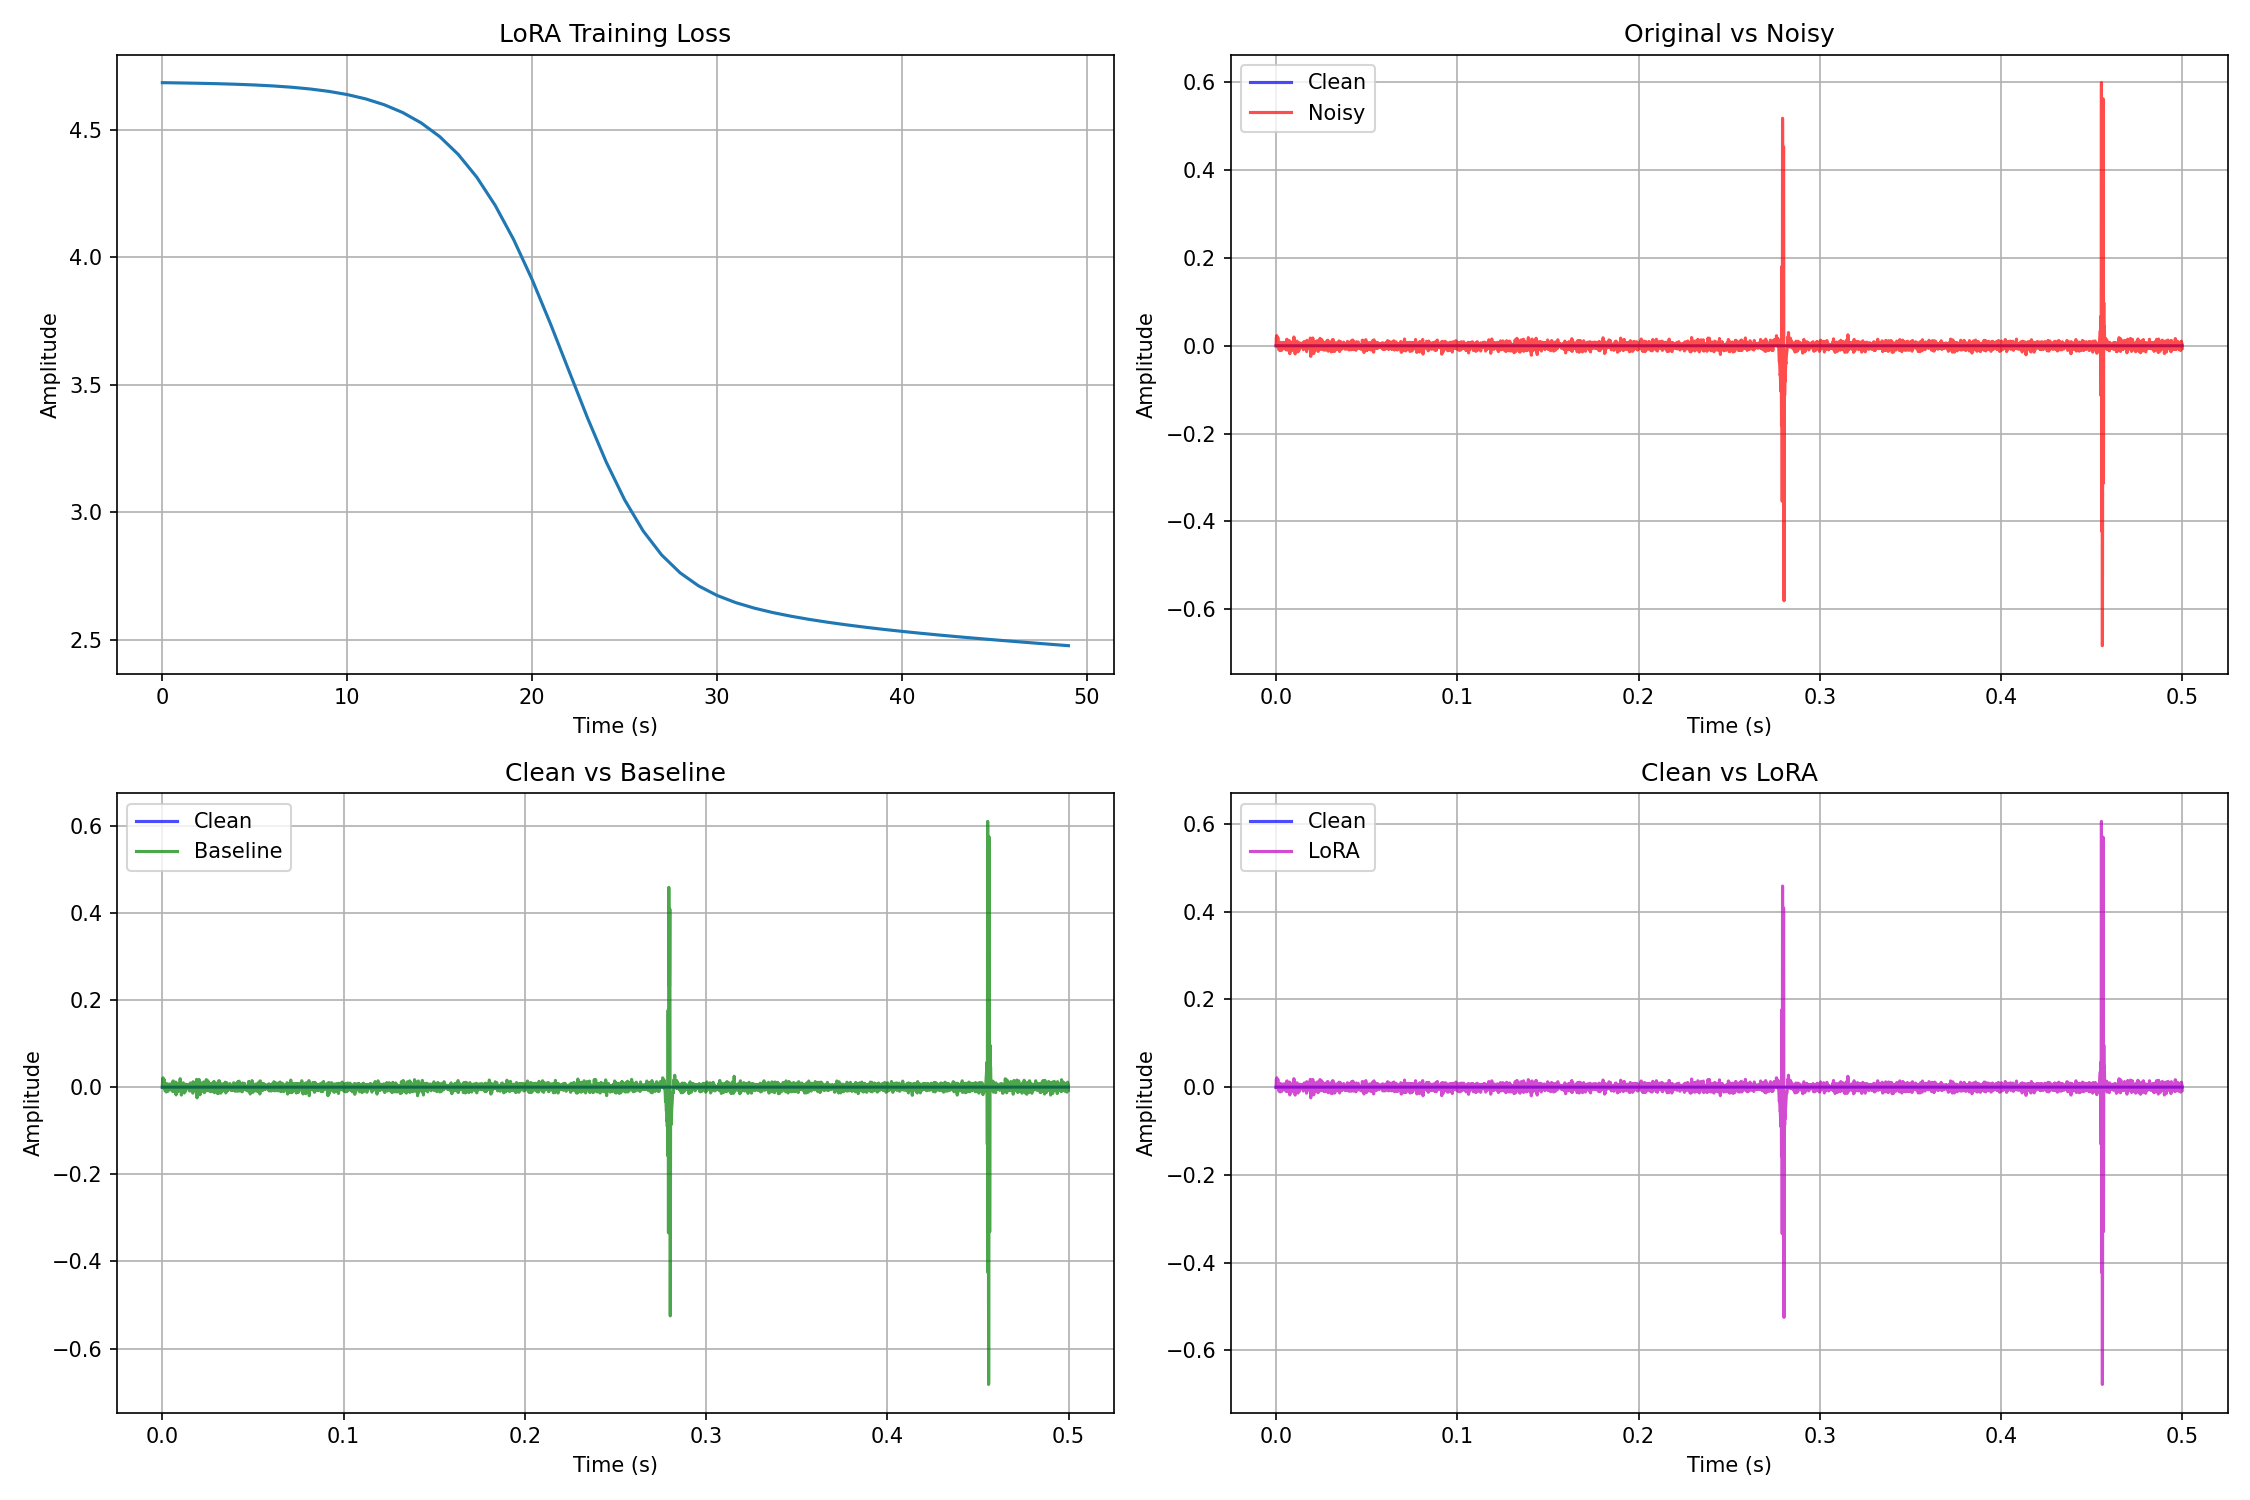 LoRA Training Loss
Amplitude
4.5
4.0
3.5
3.0
2.5
0 10 20 30 40 50
Time (s)
Original vs Noisy
Clean
Noisy
Amplitude
0.6
0.4
0.2
0.0
−0.2
−0.4
−0.6
0.0 0.1 0.2 0.3 0.4 0.5
Time (s)
Clean vs Baseline
Clean
Baseline
Amplitude
0.6
0.4
0.2
0.0
−0.2
−0.4
−0.6
0.0 0.1 0.2 0.3 0.4 0.5
Time (s)
Clean vs LoRA
Clean
LoRA
Amplitude
0.6
0.4
0.2
0.0
−0.2
−0.4
−0.6
0.0 0.1 0.2 0.3 0.4 0.5
Time (s)